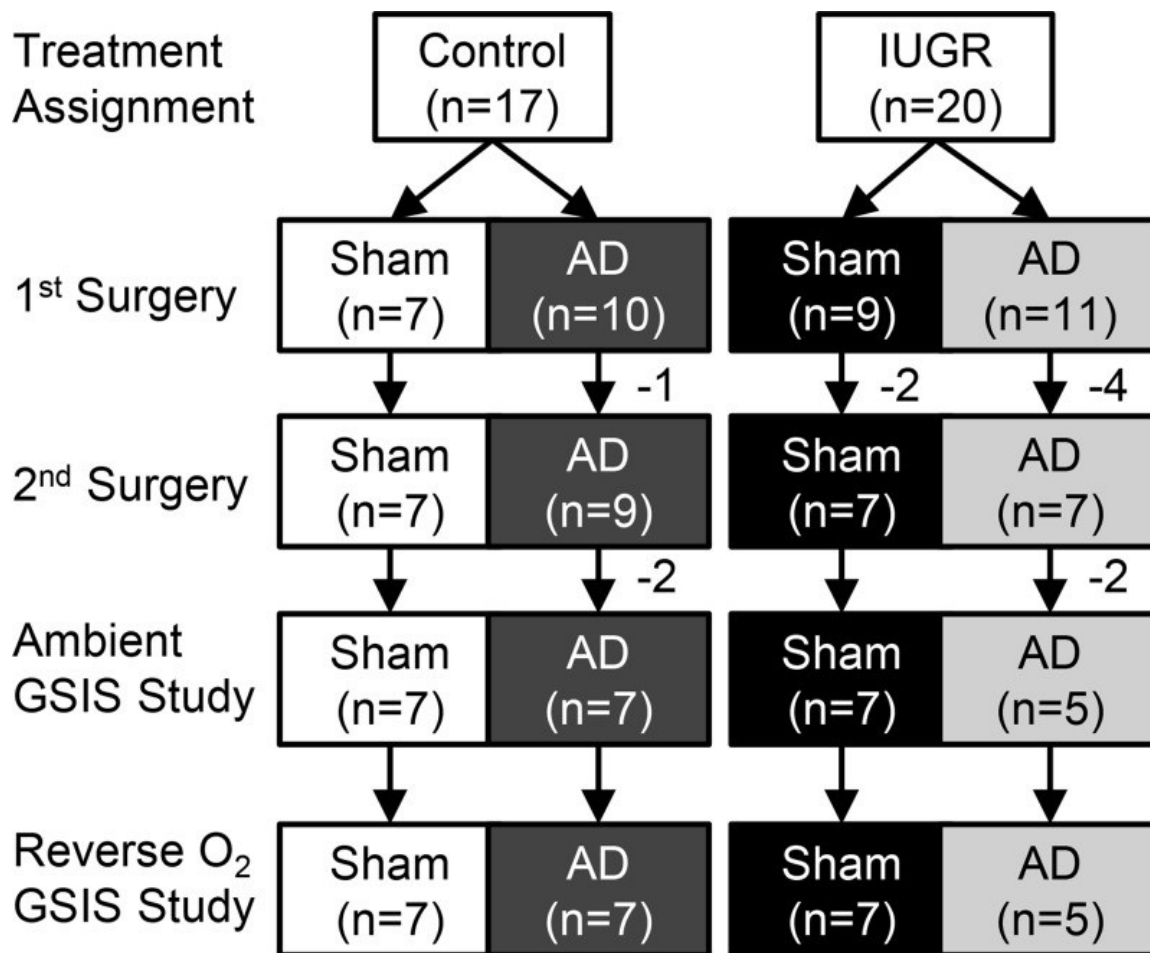 Treatment
Assignment
Control
(n=17)
IUGR
(n=20)
1st Surgery
Sham
(n=7)
AD
(n=10)
Sham
(n=9)
AD
(n=11)
-1
-2
-4
2nd Surgery
Sham
(n=7)
AD
(n=9)
Sham
(n=7)
AD
(n=7)
-2
-2
Ambient
GSIS Study
Sham
(n=7)
AD
(n=7)
Sham
(n=7)
AD
(n=5)
Reverse O2
GSIS Study
Sham
(n=7)
AD
(n=7)
Sham
(n=7)
AD
(n=5)